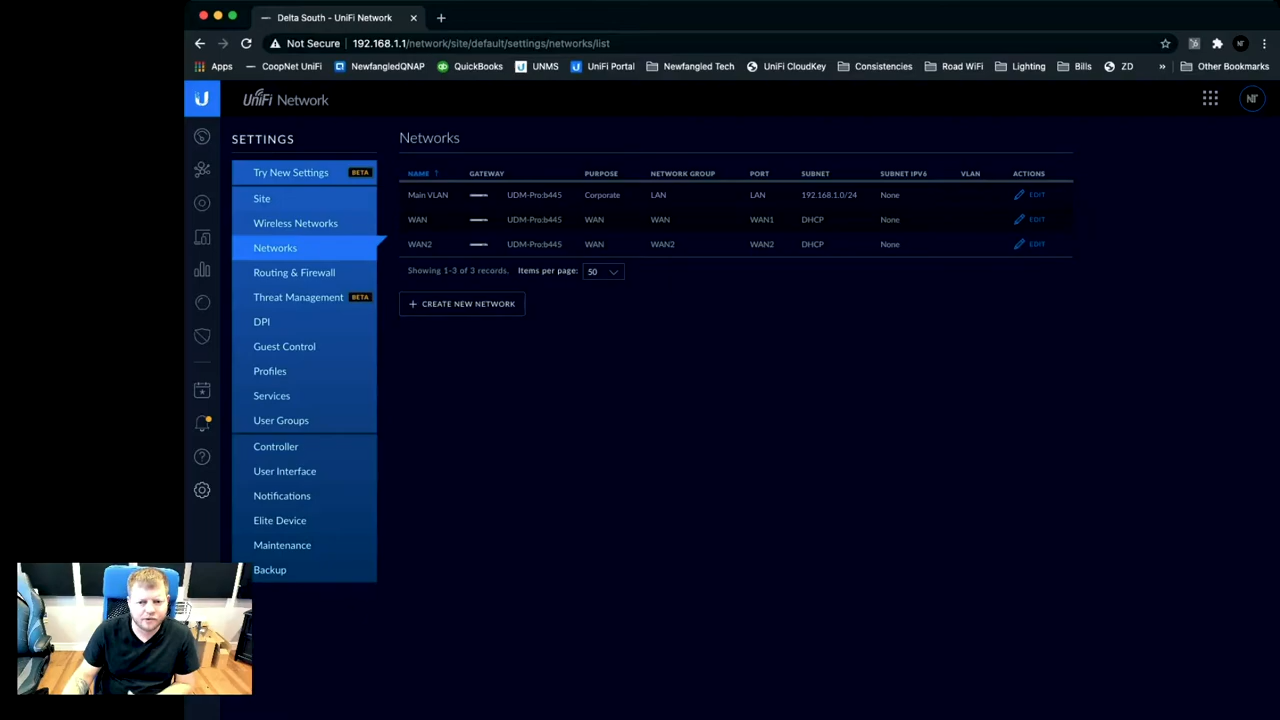 Delta South - UniFi Network
Not Secure 192.168.1.1/network/site/default/settings/networks/list
NT
Apps CoopNet UniFi NewfangledQNAP QuickBooks UNMS UniFi Portal Newfangled Tech UniFi CloudKey Consistencies Road WiFi Lighting Bills ZD » Other Bookmarks
UniFi Network
NT
SETTINGS
Try New Settings BETA
Site
Wireless Networks
Networks
Routing & Firewall
Threat Management BETA
DPI
Guest Control
Profiles
Services
User Groups
Controller
User Interface
Notifications
Elite Device
Maintenance
Backup
Networks
NAME ↑ GATEWAY PURPOSE NETWORK GROUP PORT SUBNET SUBNET IPV6 VLAN ACTIONS
Main VLAN UDM-Pro:b445 Corporate LAN LAN 192.168.1.0/24 None EDIT
WAN UDM-Pro:b445 WAN WAN WAN1 DHCP None EDIT
WAN2 UDM-Pro:b445 WAN WAN2 WAN2 DHCP None EDIT
Showing 1-3 of 3 records. Items per page: 50
+ CREATE NEW NETWORK